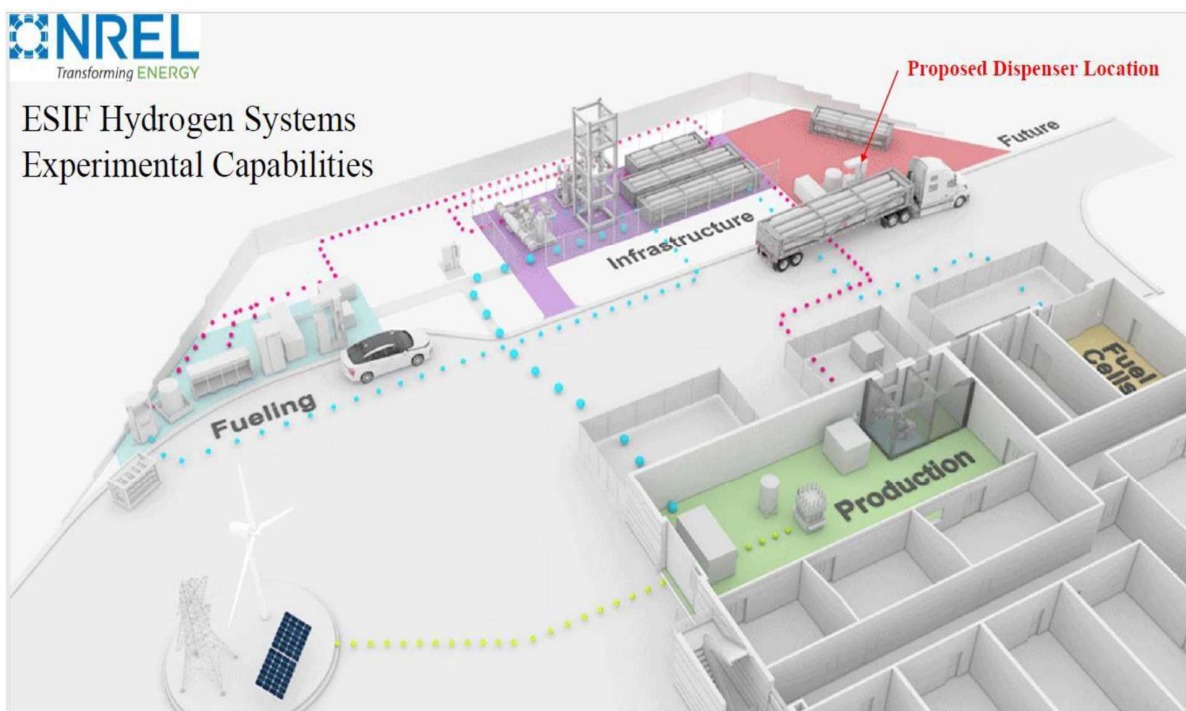 NREL
Transforming ENERGY
ESIF Hydrogen Systems
Experimental Capabilities
Proposed Dispenser Location
Future
Infrastructure
Fueling
Fuel
Cells
Production